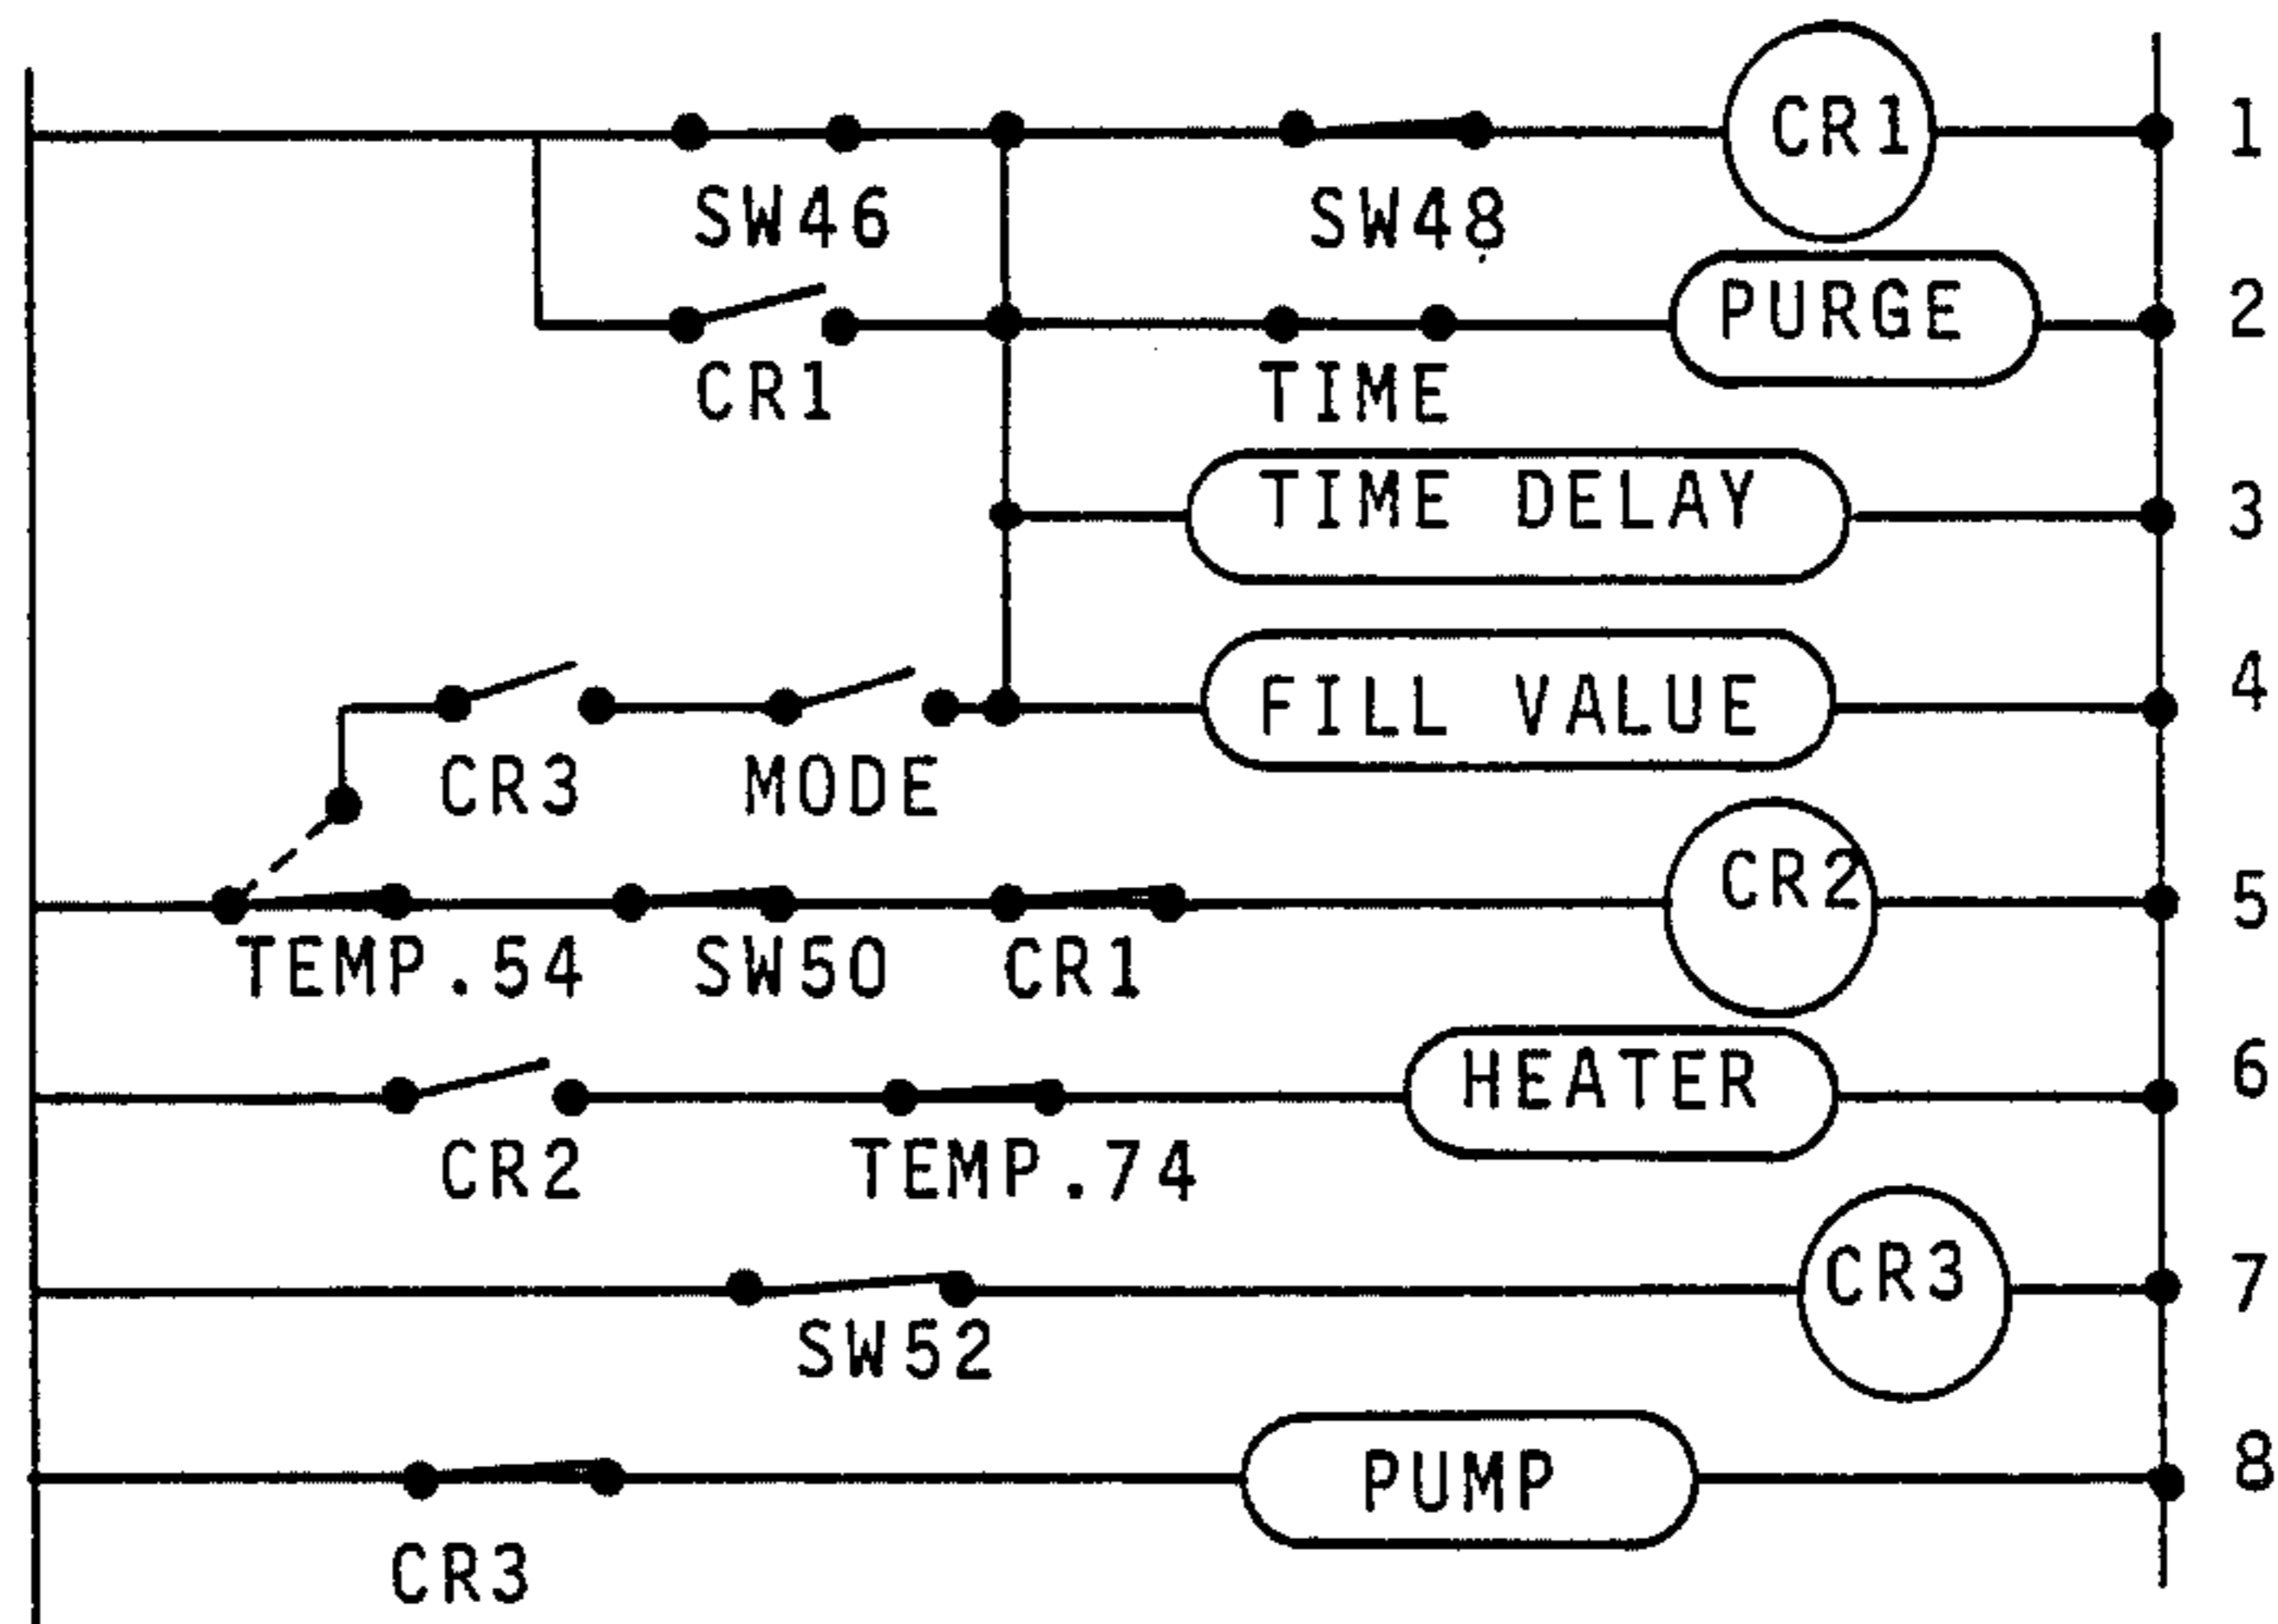 CR1 1
SW46 SW48
PURGE 2
CR1 TIME
TIME DELAY 3
FILL VALUE 4
CR3 MODE
CR2 5
TEMP.54 SW50 CR1
HEATER 6
CR2 TEMP.74
CR3 7
SW52
PUMP 8
CR3